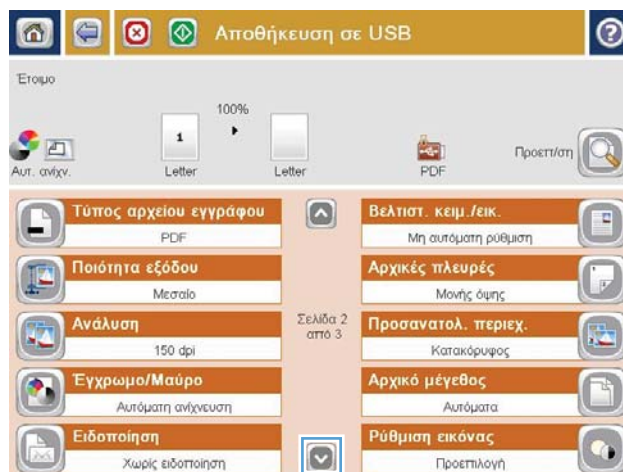 Αποθήκευση σε USB
Έτοιμο
100%
1
Αυτ. ανίχν.
Letter
Letter
PDF
Προεπ/ση
Τύπος αρχείου εγγράφου
PDF
Ποιότητα εξόδου
Μεσαίο
Ανάλυση
150 dpi
Έγχρωμο/Μαύρο
Αυτόματη ανίχνευση
Ειδοποίηση
Χωρίς ειδοποίηση
Σελίδα 2
από 3
Βελτιστ. κειμ./εικ.
Μη αυτόματη ρύθμιση
Αρχικές πλευρές
Μονής όψης
Προσανατολ. περιεχ.
Κατακόρυφος
Αρχικό μέγεθος
Αυτόματα
Ρύθμιση εικόνας
Προεπιλογή